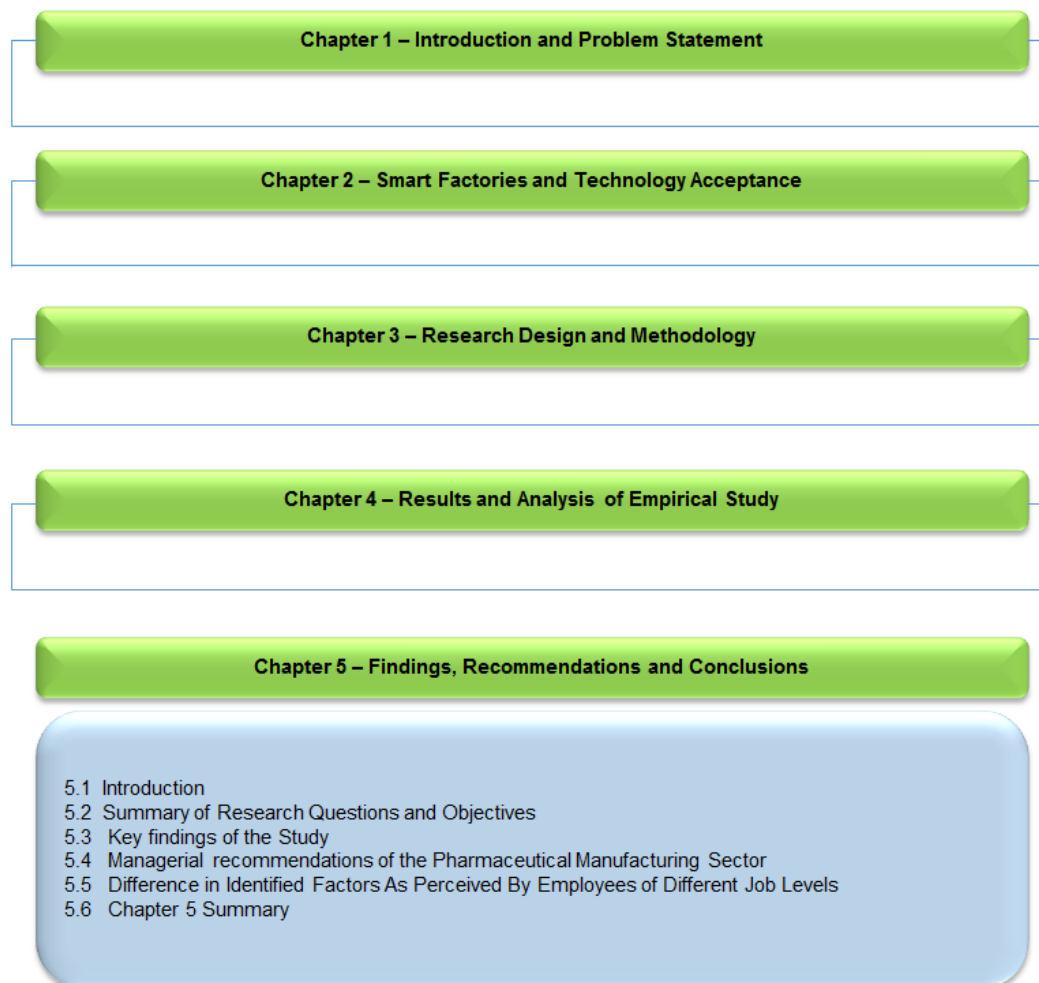 Chapter 1 – Introduction and Problem Statement
Chapter 2 – Smart Factories and Technology Acceptance
Chapter 3 – Research Design and Methodology
Chapter 4 – Results and Analysis of Empirical Study
Chapter 5 – Findings, Recommendations and Conclusions
5.1 Introduction
5.2 Summary of Research Questions and Objectives
5.3 Key findings of the Study
5.4 Managerial recommendations of the Pharmaceutical Manufacturing Sector
5.5 Difference in Identified Factors As Perceived By Employees of Different Job Levels
5.6 Chapter 5 Summary